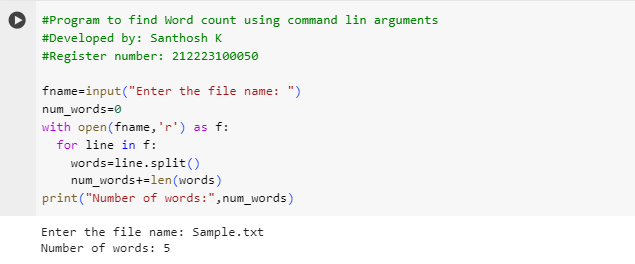 #Program to find Word count using command lin arguments
#Developed by: Santhosh K
#Register number: 212223100050
fname=input("Enter the file name: ")
num_words=0
with open(fname,'r') as f:
  for line in f:
    words=line.split()
    num_words+=len(words)
print("Number of words:",num_words)
Enter the file name: Sample.txt
Number of words: 5